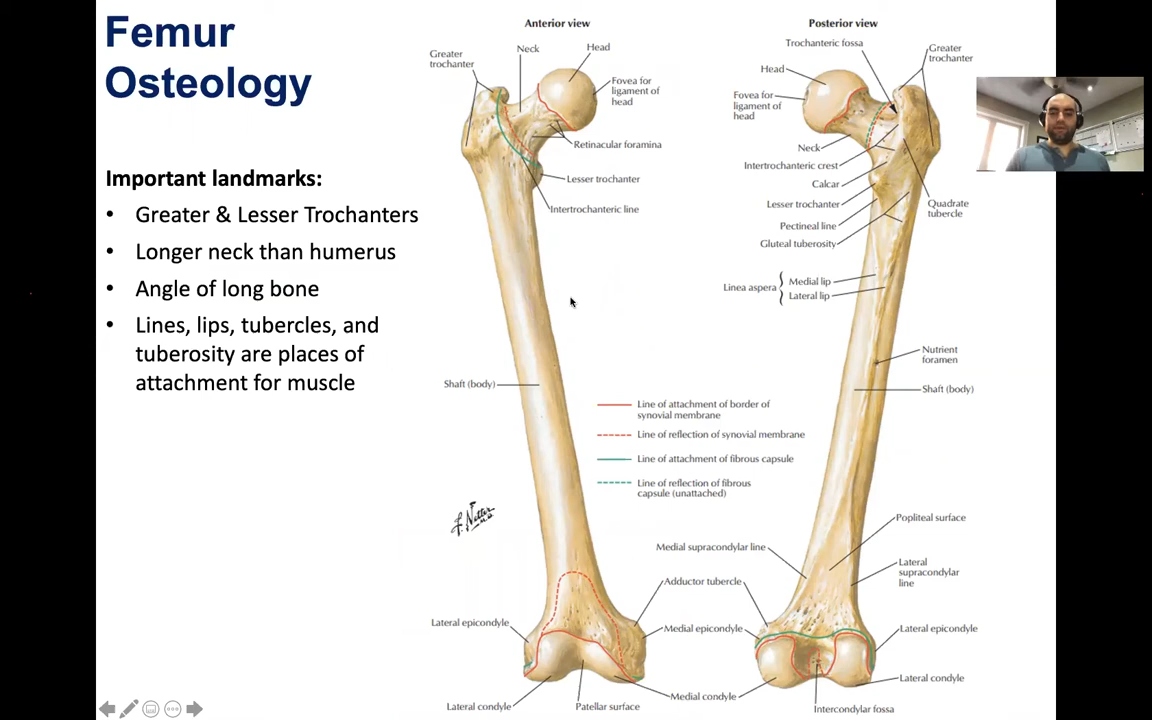 Femur
Osteology
Important landmarks:
• Greater & Lesser Trochanters
• Longer neck than humerus
• Angle of long bone
• Lines, lips, tubercles, and
tuberosity are places of
attachment for muscle
Anterior view
Greater
trochanter
Neck
Head
Fovea for
ligament of
head
Retinacular foramina
Lesser trochanter
Intertrochanteric line
Shaft (body)
Line of attachment of border of
synovial membrane
Line of reflection of synovial membrane
Line of attachment of fibrous capsule
Line of reflection of fibrous
capsule (unattached)
F. Netter
M.D.
Lateral epicondyle
Lateral condyle
Patellar surface
Adductor tubercle
Medial epicondyle
Medial condyle
Posterior view
Trochanteric fossa
Greater
trochanter
Head
Fovea for
ligament of
head
Neck
Intertrochanteric crest
Calcar
Lesser trochanter
Quadrate
tubercle
Pectineal line
Gluteal tuberosity
Linea aspera
Medial lip
Lateral lip
Nutrient
foramen
Shaft (body)
Popliteal surface
Medial supracondylar line
Lateral
supracondylar
line
Lateral epicondyle
Lateral condyle
Intercondylar fossa